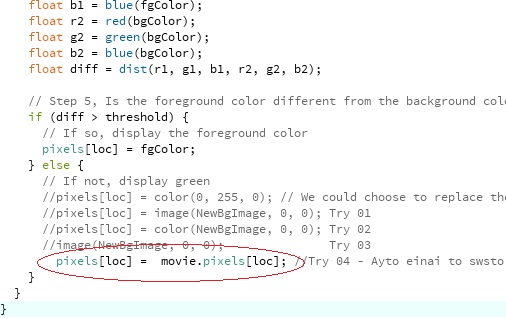 float b1 = blue(fgColor);
float r2 = red(bgColor);
float g2 = green(bgColor);
float b2 = blue(bgColor);
float diff = dist(r1, g1, b1, r2, g2, b2);
// Step 5, Is the foreground color different from the background colo
if (diff > threshold) {
// If so, display the foreground color
pixels[loc] = fgColor;
} else {
// If not, display green
//pixels[loc] = color(0, 255, 0); // We could choose to replace the
//pixels[loc] = image(NewBgImage, 0, 0); Try 01
//pixels[loc] = color(NewBgImage, 0, 0); Try 02
//image(NewBgImage, 0, 0); Try 03
pixels[loc] = movie.pixels[loc]; //Try 04 - Ayto einai to swsto
}
}
}